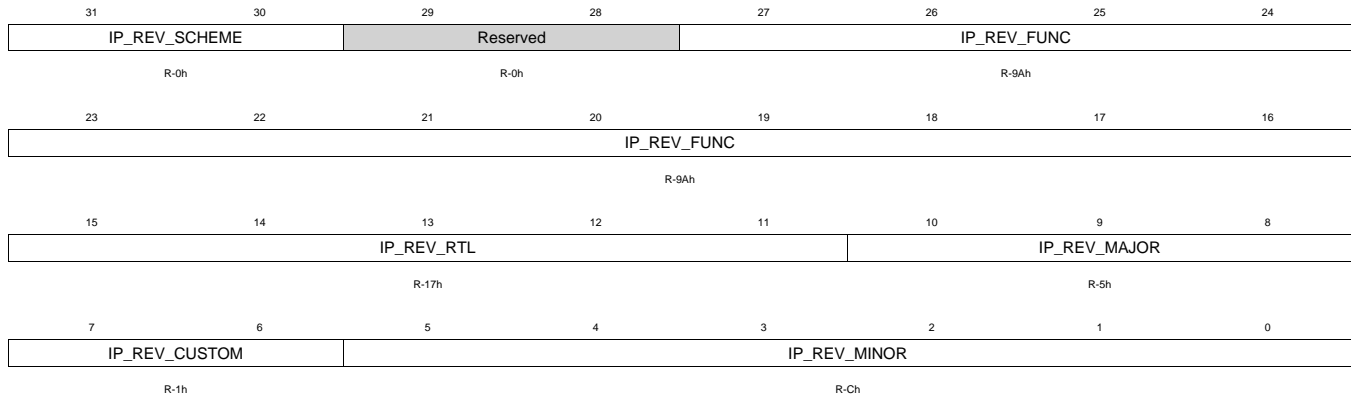 31 30 29 28 27 26 25 24
IP_REV_SCHEME Reserved IP_REV_FUNC
R-0h R-0h R-9Ah
23 22 21 20 19 18 17 16
IP_REV_FUNC
R-9Ah
15 14 13 12 11 10 9 8
IP_REV_RTL IP_REV_MAJOR
R-17h R-5h
7 6 5 4 3 2 1 0
IP_REV_CUSTOM IP_REV_MINOR
R-1h R-Ch